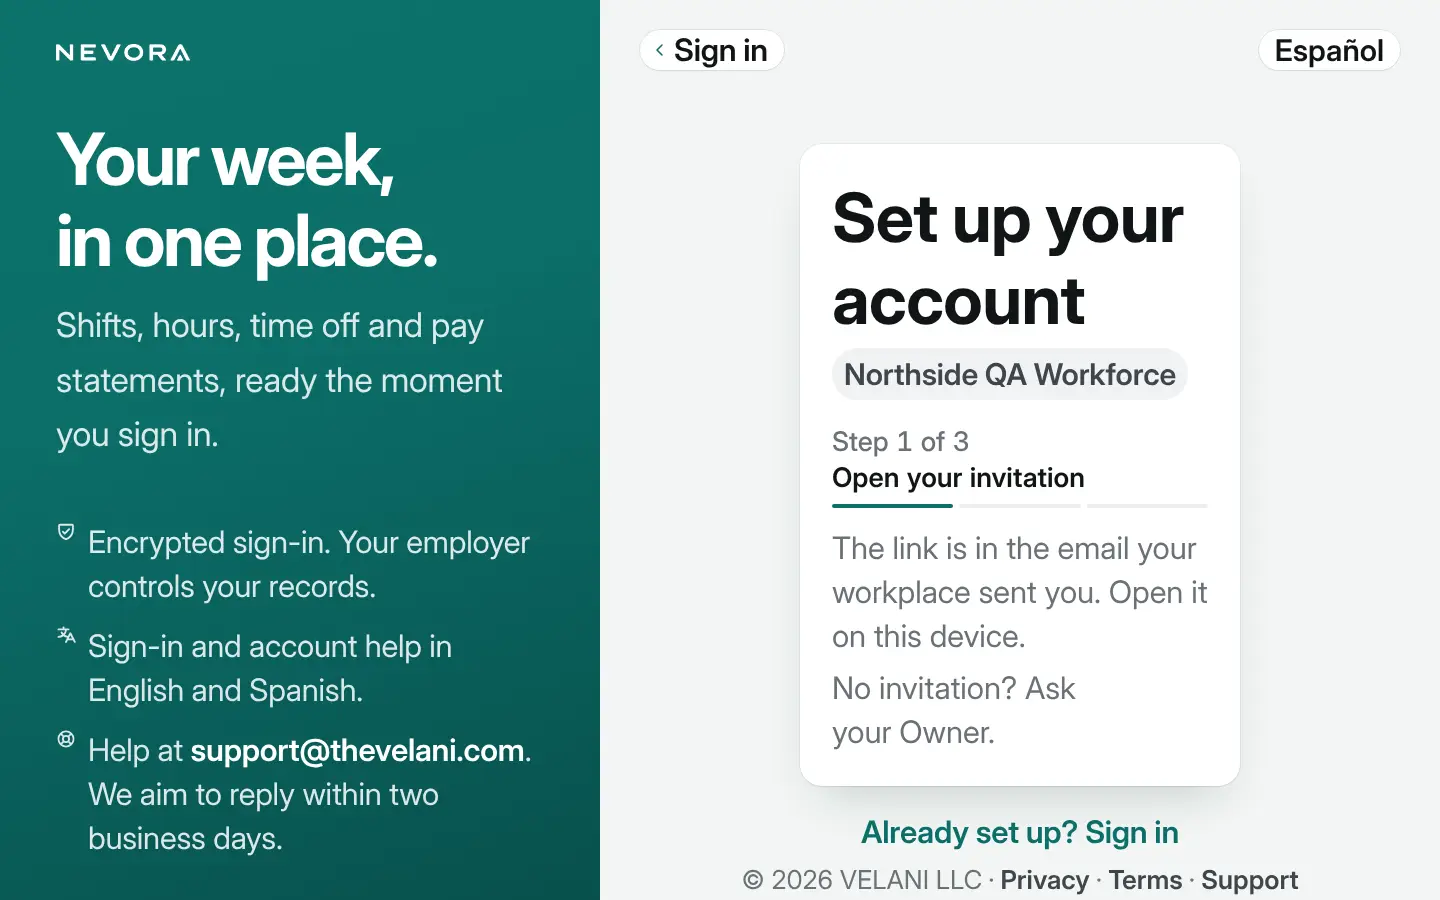 NEVORA
Your week,
in one place.
Shifts, hours, time off and pay
statements, ready the moment
you sign in.
Encrypted sign-in. Your employer
controls your records.
Sign-in and account help in
English and Spanish.
Help at support@thevelani.com.
We aim to reply within two
business days.
Sign in
Español
Set up your
account
Northside QA Workforce
Step 1 of 3
Open your invitation
The link is in the email your
workplace sent you. Open it
on this device.
No invitation? Ask
your Owner.
Already set up? Sign in
© 2026 VELANI LLC · Privacy · Terms · Support